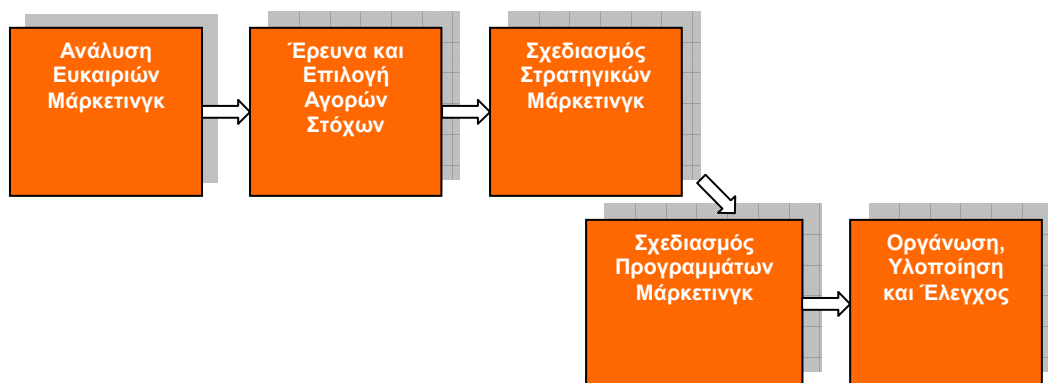 Ανάλυση
Ευκαιριών
Μάρκετινγκ
Έρευνα και
Επιλογή
Αγορών
Στόχων
Σχεδιασμός
Στρατηγικών
Μάρκετινγκ
Σχεδιασμός
Προγραμμάτων
Μάρκετινγκ
Οργάνωση,
Υλοποίηση
και Έλεγχος